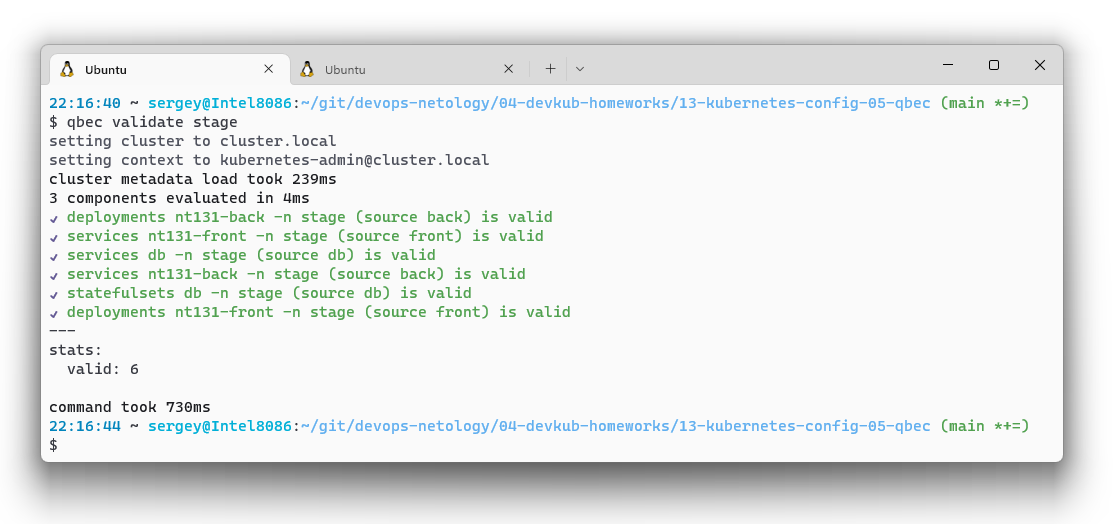 Ubuntu
Ubuntu
22:16:40 ~ sergey@Intel8086:~/git/devops-netology/04-devkub-homeworks/13-kubernetes-config-05-qbec (main *+=)
$ qbec validate stage
setting cluster to cluster.local
setting context to kubernetes-admin@cluster.local
cluster metadata load took 239ms
3 components evaluated in 4ms
✔ deployments nt131-back -n stage (source back) is valid
✔ services nt131-front -n stage (source front) is valid
✔ services db -n stage (source db) is valid
✔ services nt131-back -n stage (source back) is valid
✔ statefulsets db -n stage (source db) is valid
✔ deployments nt131-front -n stage (source front) is valid
---
stats:
  valid: 6
command took 730ms
22:16:44 ~ sergey@Intel8086:~/git/devops-netology/04-devkub-homeworks/13-kubernetes-config-05-qbec (main *+=)
$